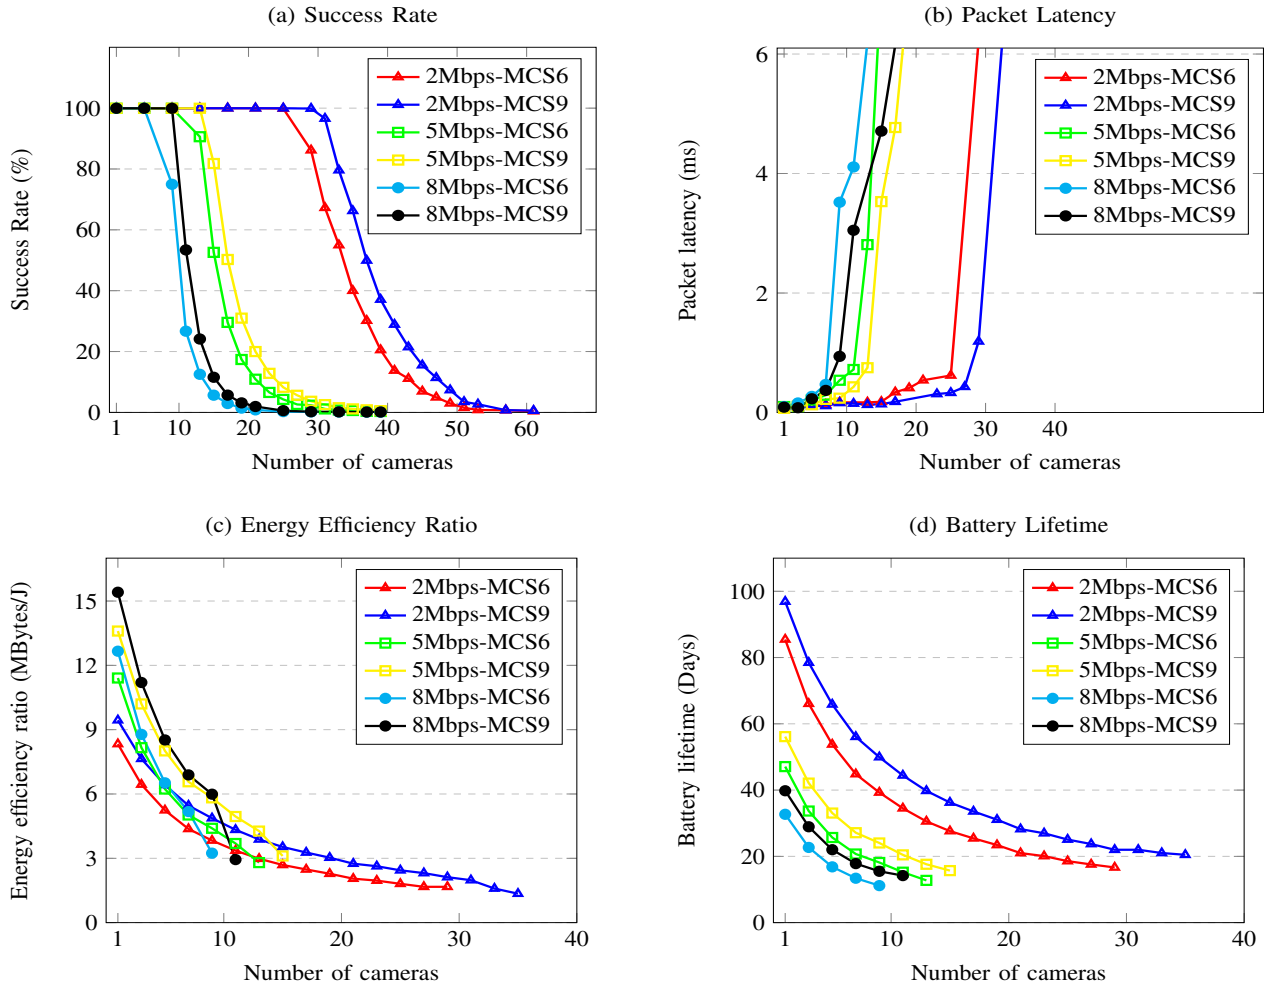 (a) Success Rate
100
80
60
40
20
0
1
10
20
30
40
50
60
Success Rate (%)
Number of cameras
2Mbps-MCS6
2Mbps-MCS9
5Mbps-MCS6
5Mbps-MCS9
8Mbps-MCS6
8Mbps-MCS9
(b) Packet Latency
6
4
2
0
1
10
20
30
40
Packet latency (ms)
Number of cameras
2Mbps-MCS6
2Mbps-MCS9
5Mbps-MCS6
5Mbps-MCS9
8Mbps-MCS6
8Mbps-MCS9
(c) Energy Efficiency Ratio
15
12
9
6
3
0
1
10
20
30
40
Energy efficiency ratio (MBytes/J)
Number of cameras
2Mbps-MCS6
2Mbps-MCS9
5Mbps-MCS6
5Mbps-MCS9
8Mbps-MCS6
8Mbps-MCS9
(d) Battery Lifetime
100
80
60
40
20
0
1
10
20
30
40
Battery lifetime (Days)
Number of cameras
2Mbps-MCS6
2Mbps-MCS9
5Mbps-MCS6
5Mbps-MCS9
8Mbps-MCS6
8Mbps-MCS9